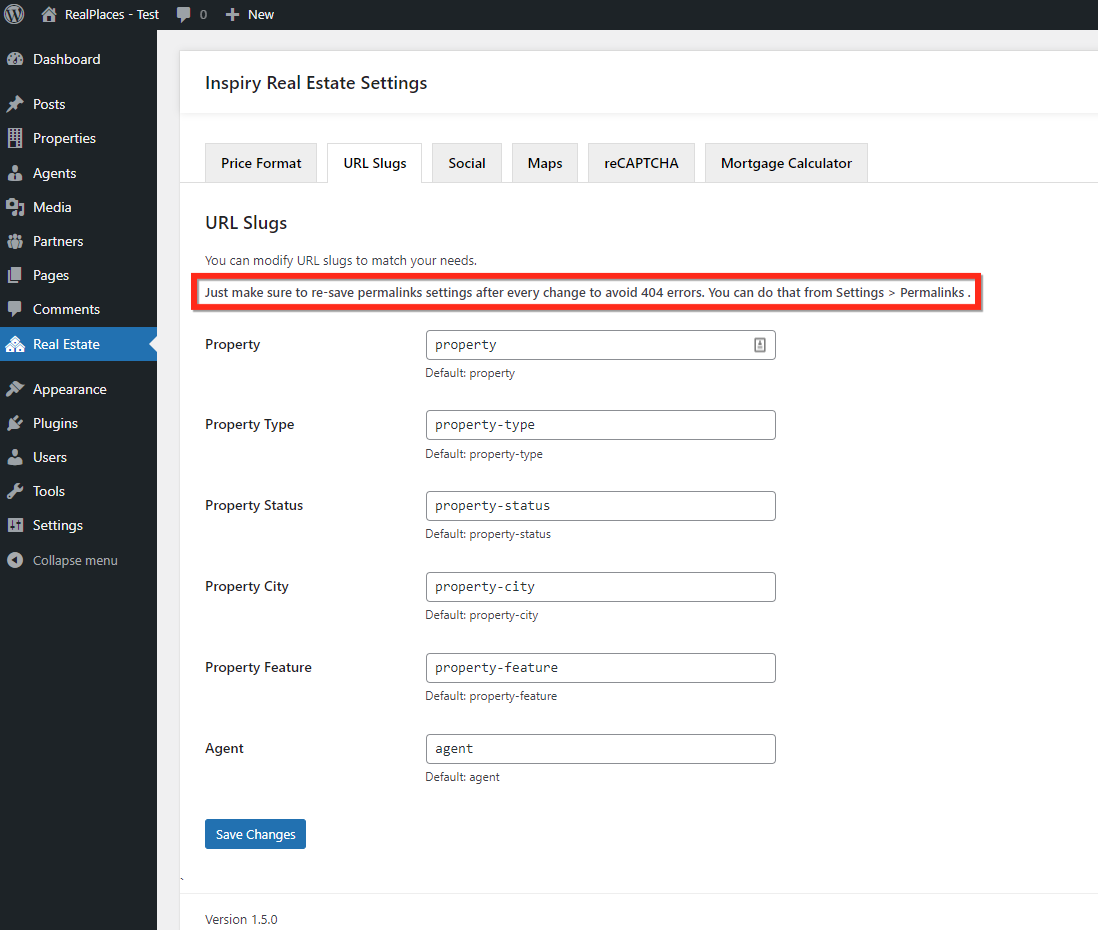 RealPlaces - Test 0 New
Dashboard
Posts
Properties
Agents
Media
Partners
Pages
Comments
Real Estate
Appearance
Plugins
Users
Tools
Settings
Collapse menu
Inspiry Real Estate Settings
Price Format URL Slugs Social Maps reCAPTCHA Mortgage Calculator
URL Slugs
You can modify URL slugs to match your needs.
Just make sure to re-save permalinks settings after every change to avoid 404 errors. You can do that from Settings > Permalinks .
Property property
Default: property
Property Type property-type
Default: property-type
Property Status property-status
Default: property-status
Property City property-city
Default: property-city
Property Feature property-feature
Default: property-feature
Agent agent
Default: agent
Save Changes
`
Version 1.5.0